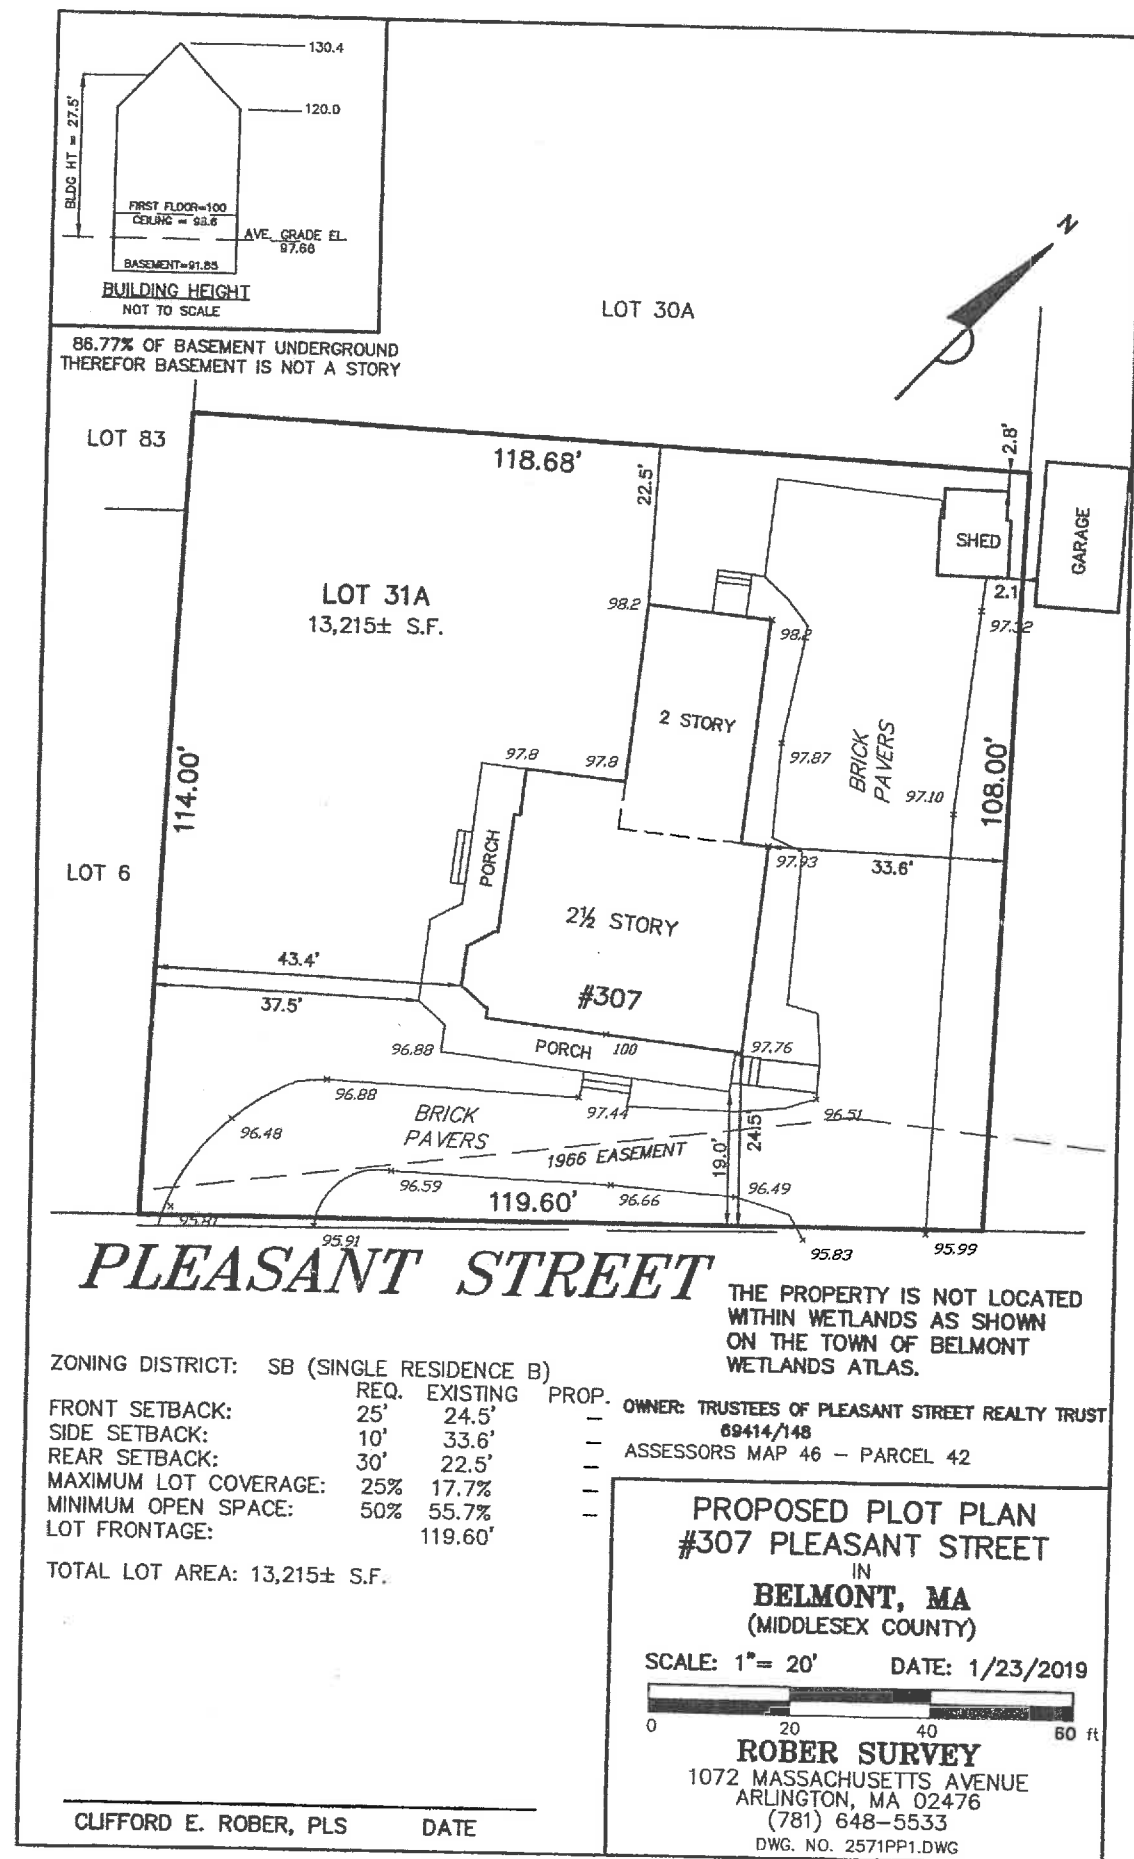 130.4
120.0
BLDG HT = 27.5'
FIRST FLOOR=100
CEILING = 98.6
AVE. GRADE EL.
97.66
BASEMENT=91.85
BUILDING HEIGHT
NOT TO SCALE
86.77% OF BASEMENT UNDERGROUND
THEREFOR BASEMENT IS NOT A STORY
N
LOT 30A
LOT 83
118.68'
22.5'
2.8'
SHED
GARAGE
2.1
97.32
LOT 31A
13,215± S.F.
98.2
98.2
2 STORY
97.87
BRICK
PAVERS
97.10
108.00'
114.00'
97.8
97.8
PORCH
97.93
33.6'
LOT 6
2½ STORY
43.4'
37.5'
#307
96.88
PORCH
100
97.76
96.88
97.44
96.51
96.48
BRICK
PAVERS
1966 EASEMENT
19.0'
24.5'
96.59
96.66
96.49
119.60'
95.81
95.91
95.83
95.99
PLEASANT STREET
THE PROPERTY IS NOT LOCATED
WITHIN WETLANDS AS SHOWN
ON THE TOWN OF BELMONT
WETLANDS ATLAS.
ZONING DISTRICT: SB (SINGLE RESIDENCE B)
REQ. EXISTING PROP.
FRONT SETBACK: 25' 24.5' –
SIDE SETBACK: 10' 33.6' –
REAR SETBACK: 30' 22.5' –
MAXIMUM LOT COVERAGE: 25% 17.7% –
MINIMUM OPEN SPACE: 50% 55.7% –
LOT FRONTAGE: 119.60'
TOTAL LOT AREA: 13,215± S.F.
OWNER: TRUSTEES OF PLEASANT STREET REALTY TRUST
69414/148
ASSESSORS MAP 46 – PARCEL 42
PROPOSED PLOT PLAN
#307 PLEASANT STREET
IN
BELMONT, MA
(MIDDLESEX COUNTY)
SCALE: 1"= 20' DATE: 1/23/2019
0 20 40 60 ft
ROBER SURVEY
1072 MASSACHUSETTS AVENUE
ARLINGTON, MA 02476
(781) 648-5533
DWG. NO. 2571PP1.DWG
CLIFFORD E. ROBER, PLS DATE